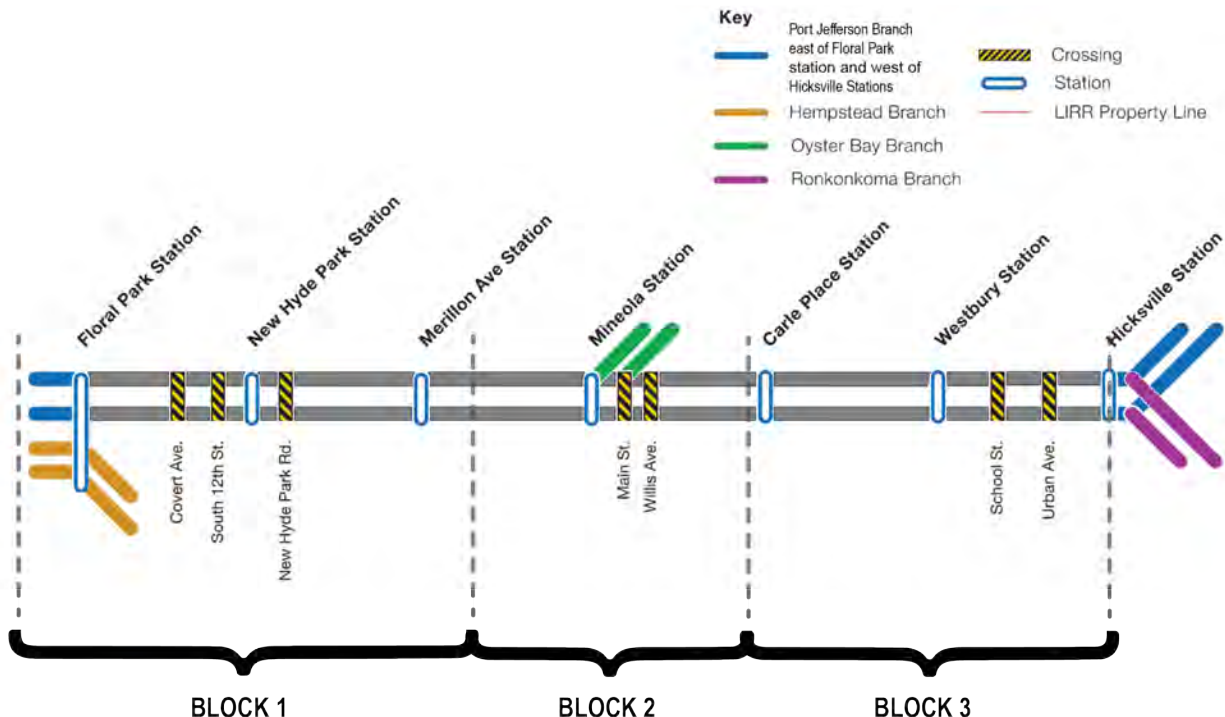 Key
Port Jefferson Branch
east of Floral Park
station and west of
Hicksville Stations
Hempstead Branch
Oyster Bay Branch
Ronkonkoma Branch
Crossing
Station
LIRR Property Line
Floral Park Station
New Hyde Park Station
Merillon Ave Station
Mineola Station
Carle Place Station
Westbury Station
Hicksville Station
Covert Ave.
South 12th St.
New Hyde Park Rd.
Main St.
Willis Ave.
School St.
Urban Ave.
BLOCK 1
BLOCK 2
BLOCK 3